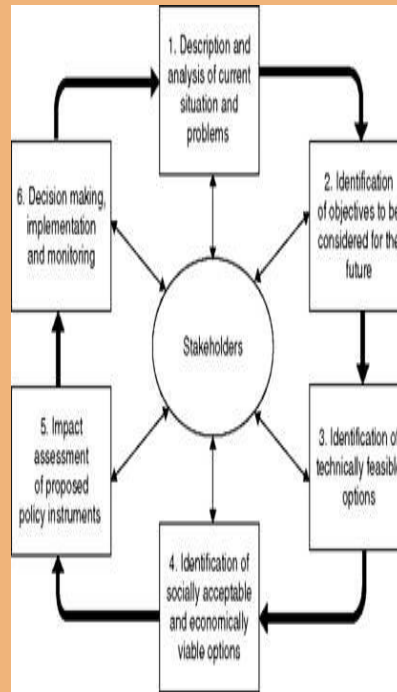 1. Description and
analysis of current
situation and
problems
2. Identification
of objectives to be
considered for the
future
3. Identification of
technically feasible
options
4. Identification of
socially acceptable
and economically
viable options
5. Impact
assessment
of proposed
policy instruments
6. Decision making,
implementation
and monitoring
Stakeholders